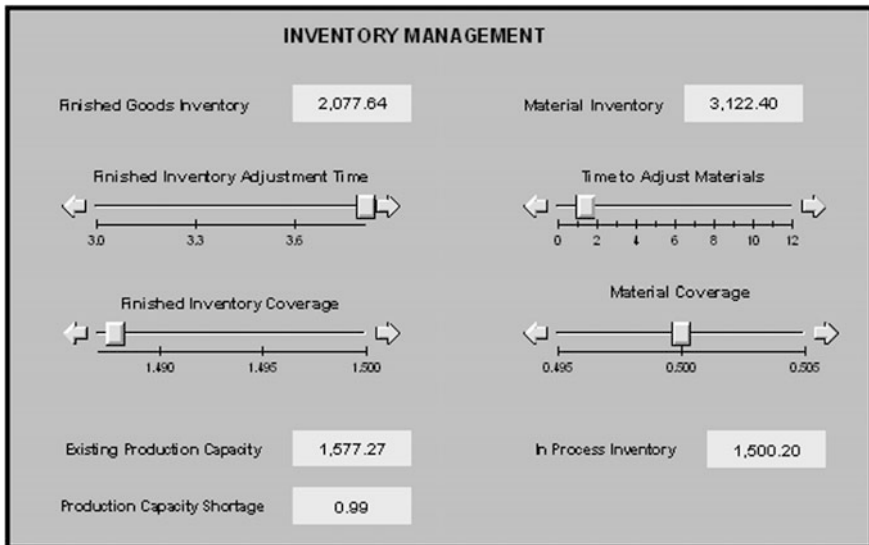 INVENTORY MANAGEMENT
Finished Goods Inventory 2,077.64
Material Inventory 3,122.40
Finished Inventory Adjustment Time
3.0 3.3 3.6
Time to Adjust Materials
0 2 4 6 8 10 12
Finished Inventory Coverage
1.490 1.495 1.500
Material Coverage
0.495 0.500 0.505
Existing Production Capacity 1,577.27
In Process Inventory 1,500.20
Production Capacity Shortage 0.99